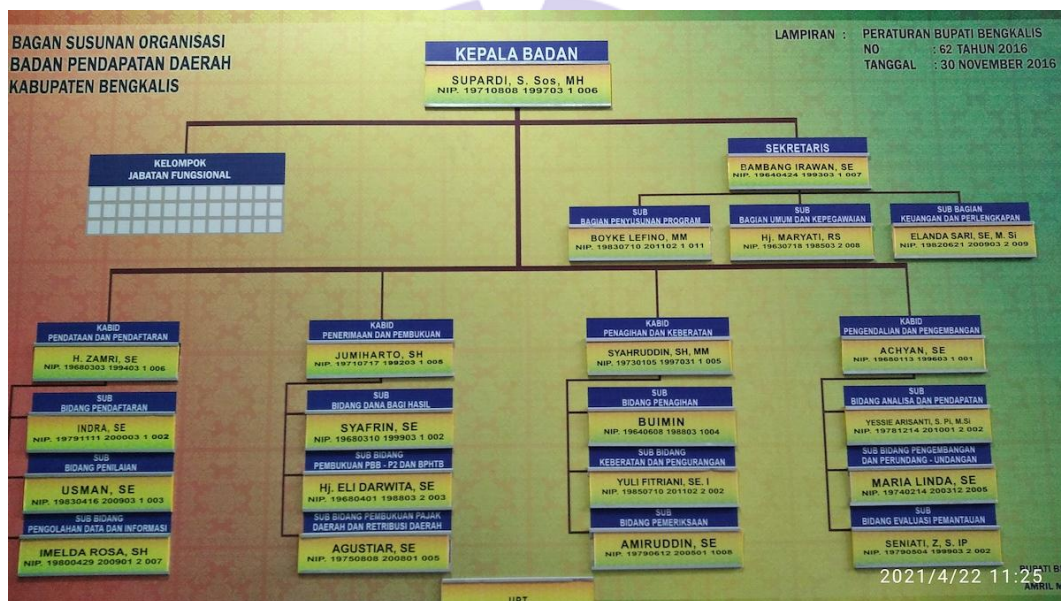 BAGAN SUSUNAN ORGANISASI
BADAN PENDAPATAN DAERAH
KABUPATEN BENGKALIS
LAMPIRAN : PERATURAN BUPATI BENGKALIS
NO : 62 TAHUN 2016
TANGGAL : 30 NOVEMBER 2016
KEPALA BADAN
SUPARDI, S. Sos, MH
NIP. 19710808 199703 1 006
KELOMPOK
JABATAN FUNGSIONAL
SEKRETARIS
BAMBANG IRAWAN, SE
NIP. 19640424 199303 1 007
SUB
BAGIAN PENYUSUNAN PROGRAM
BOYKE LEFINO, MM
NIP. 19830710 201102 1 011
SUB
BAGIAN UMUM DAN KEPEGAWAIAN
Hj. MARYATI, RS
NIP. 19630718 198503 2 008
SUB BAGIAN
KEUANGAN DAN PERLENGKAPAN
ELANDA SARI, SE, M. Si
NIP. 19820621 200903 2 009
KABID
PENDATAAN DAN PENDAFTARAN
H. ZAMRI, SE
NIP. 19680303 199403 1 006
SUB
BIDANG PENDAFTARAN
INDRA, SE
NIP. 19791111 200003 1 002
SUB
BIDANG PENILAIAN
USMAN, SE
NIP. 19830416 200903 1 003
SUB BIDANG
PENGOLAHAN DATA DAN INFORMASI
IMELDA ROSA, SH
NIP. 19800429 200901 2 007
KABID
PENERIMAAN DAN PEMBUKUAN
JUMIHARTO, SH
NIP. 19710717 199203 1 005
SUB
BIDANG DANA BAGI HASIL
SYAFRIN, SE
NIP. 19680310 199903 1 002
SUB BIDANG
PEMBUKUAN PBB - P2 DAN BPHTB
Hj. ELI DARWITA, SE
NIP. 19680401 198803 2 003
SUB BIDANG PEMBUKUAN PAJAK
DAERAH DAN RETRIBUSI DAERAH
AGUSTIAR, SE
NIP. 19750808 200801 005
KABID
PENAGIHAN DAN KEBERATAN
SYAHRUDDIN, SH, MM
NIP. 19730105 1997031 1 005
SUB
BIDANG PENAGIHAN
BUIMIN
NIP. 19640608 198803 1004
SUB BIDANG
KEBERATAN DAN PENGURANGAN
YULI FITRIANI, SE. I
NIP. 19850710 201102 2 002
SUB
BIDANG PEMERIKSAAN
AMIRUDDIN, SE
NIP. 19790612 200801 1008
KABID
PENGENDALIAN DAN PENGEMBANGAN
ACHYAN, SE
NIP. 19680113 199603 1 001
SUB
BIDANG ANALISA DAN PENDAPATAN
YESSIE ARISANTI, S. Pi, M.Si
NIP. 19781214 201001 2 002
SUB BIDANG PENGEMBANGAN
DAN PERUNDANG - UNDANGAN
MARIA LINDA, SE
NIP. 19740214 200312 2005
SUB
BIDANG EVALUASI PEMANTAUAN
SENIATI, Z, S. IP
NIP. 19790504 199903 2 002
UPT
BUPATI
AMRIL
2021/4/22 11:25